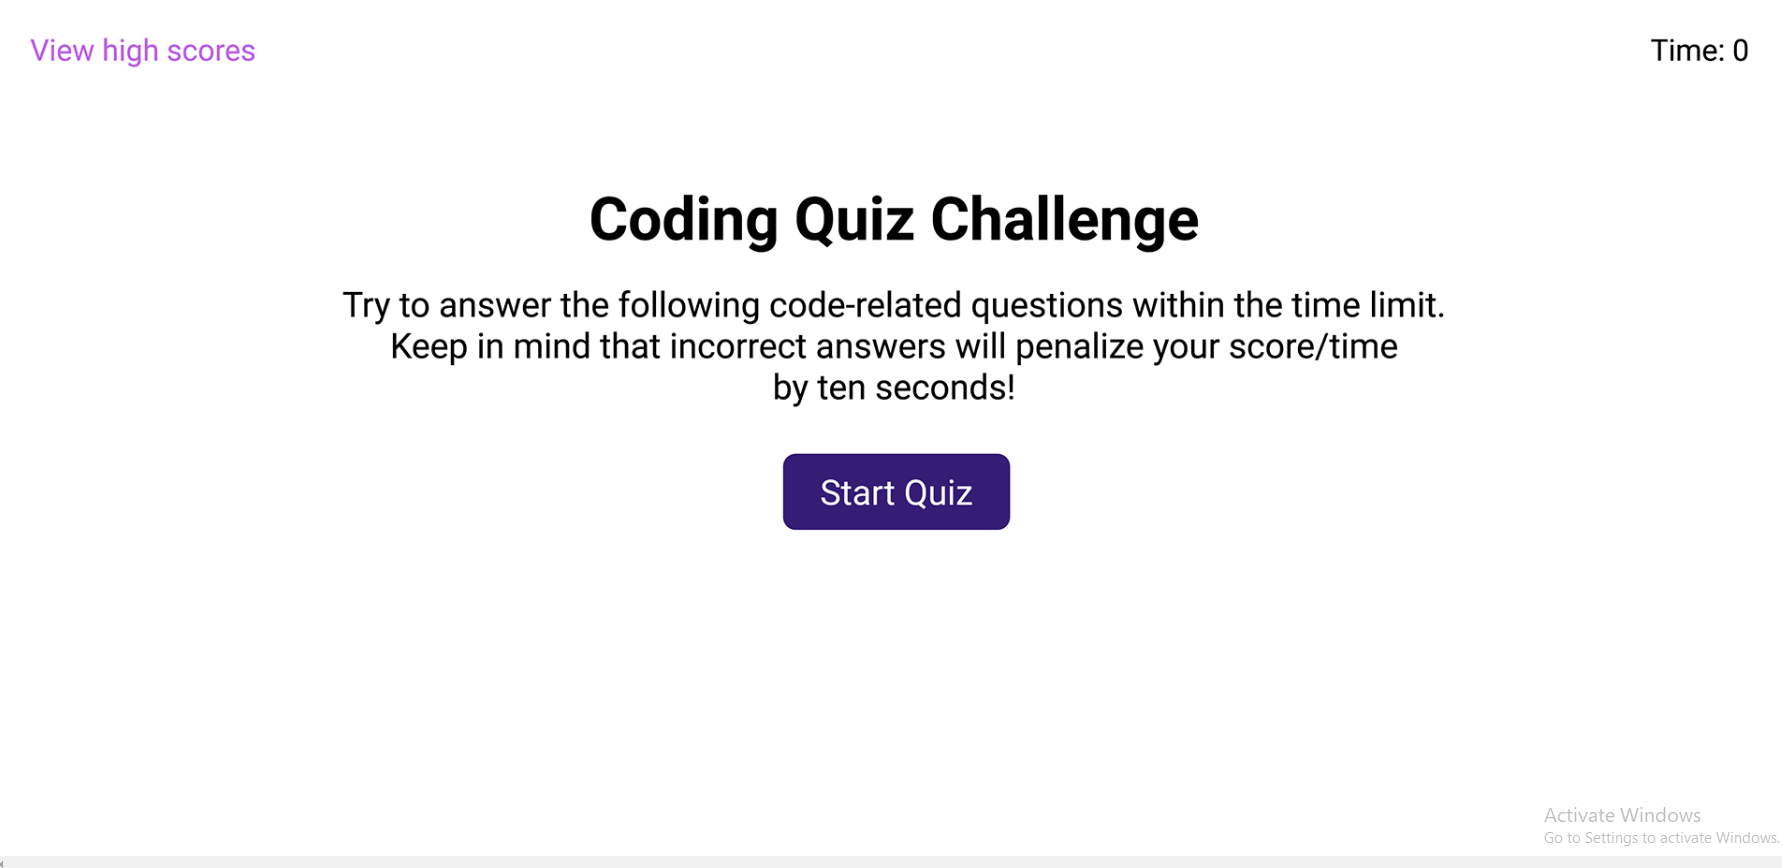 View high scores
Time: 0
Coding Quiz Challenge
Try to answer the following code-related questions within the time limit.
Keep in mind that incorrect answers will penalize your score/time
by ten seconds!
Start Quiz
Activate Windows
Go to Settings to activate Windows.